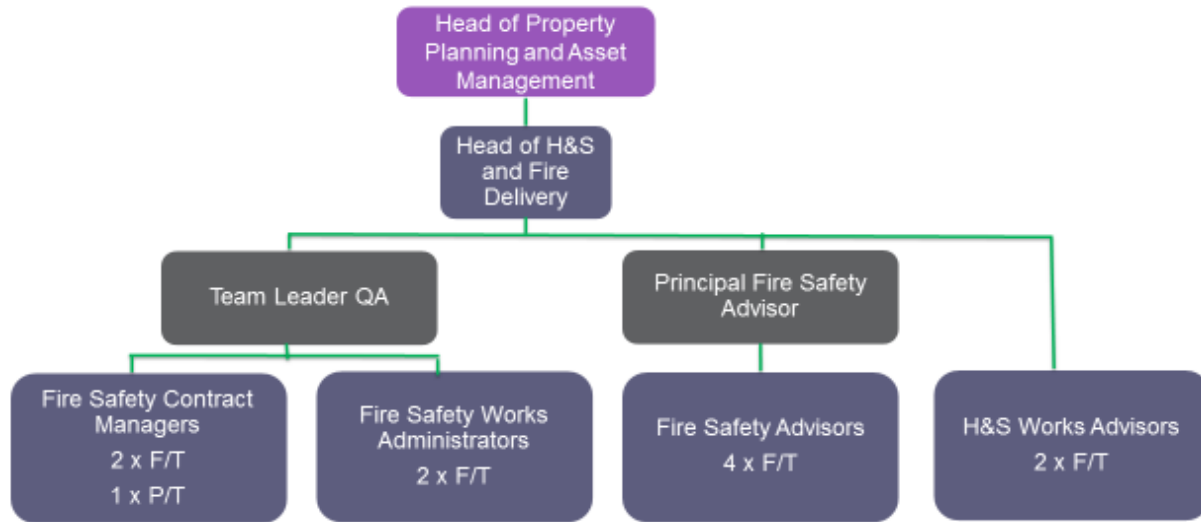 Head of Property
Planning and Asset
Management
Head of H&S
and Fire
Delivery
Team Leader QA
Principal Fire Safety
Advisor
Fire Safety Contract
Managers
2 x F/T
1 x P/T
Fire Safety Works
Administrators
2 x F/T
Fire Safety Advisors
4 x F/T
H&S Works Advisors
2 x F/T